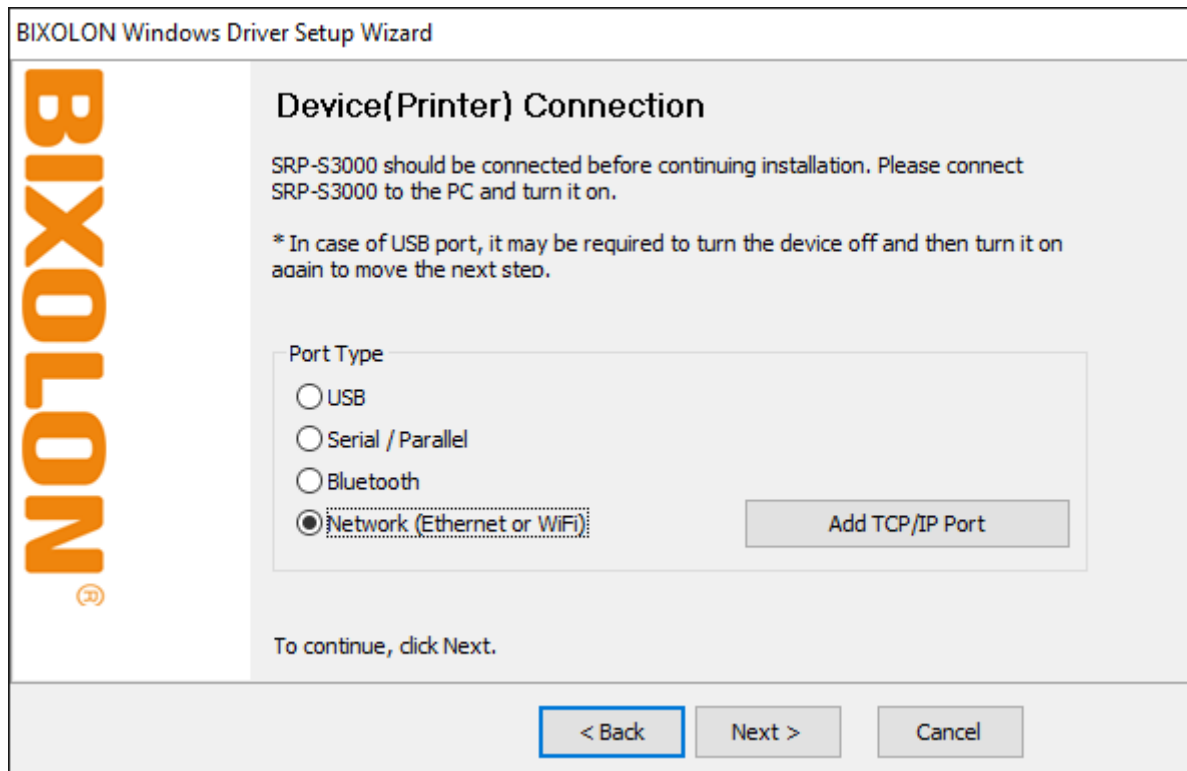 BIXOLON Windows Driver Setup Wizard
BIXOLON®
Device(Printer) Connection
SRP-S3000 should be connected before continuing installation. Please connect
SRP-S3000 to the PC and turn it on.
* In case of USB port, it may be required to turn the device off and then turn it on
again to move the next step.
Port Type
USB
Serial / Parallel
Bluetooth
Network (Ethernet or WiFi)
Add TCP/IP Port
To continue, click Next.
< Back
Next >
Cancel